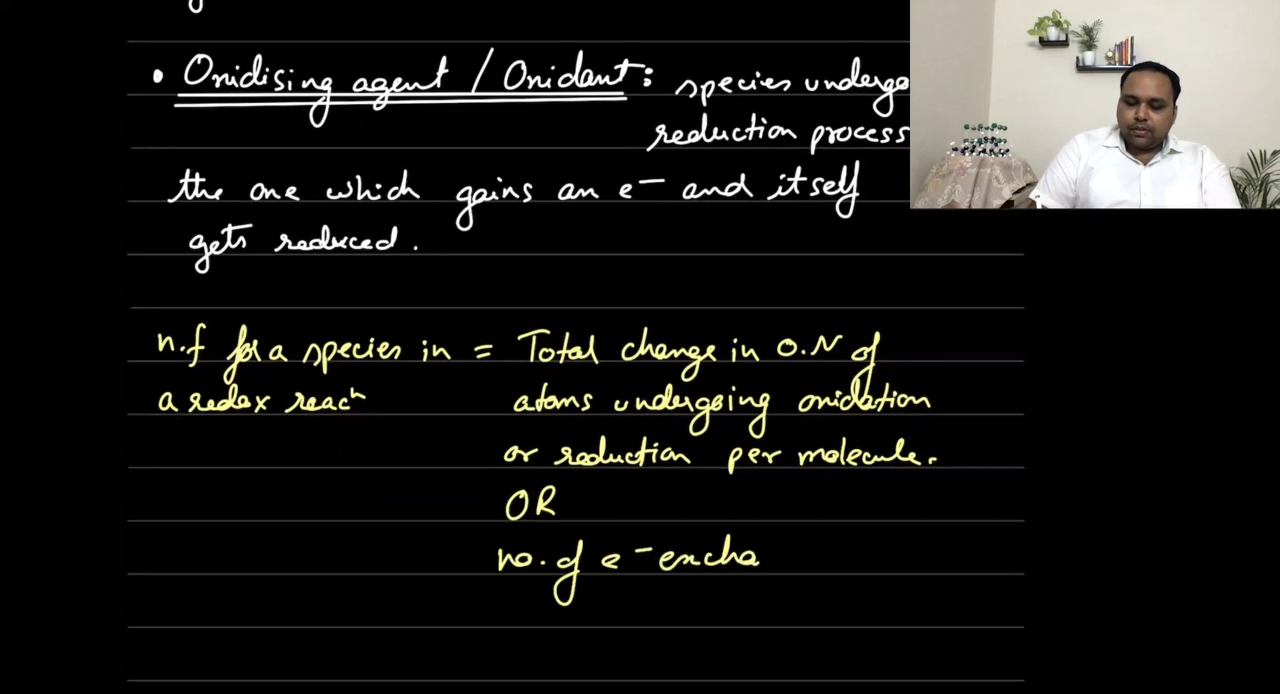 • Oxidising agent / Oxidant : species undergo
reduction process
the one which gains an e⁻ and itself
gets reduced.
n.f for a species in = Total change in O.N of
a redox reacⁿ atoms undergoing oxidation
or reduction per molecule.
OR
no. of e⁻ excha